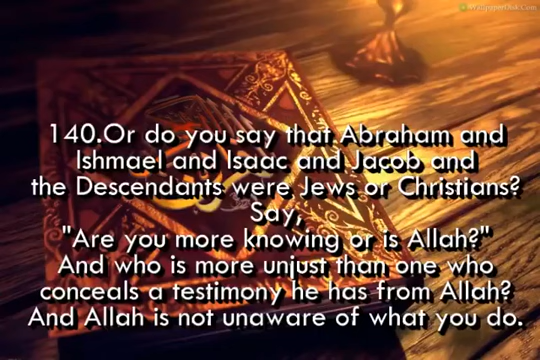 WallpaperDisk.Com
140.Or do you say that Abraham and
Ishmael and Isaac and Jacob and
the Descendants were Jews or Christians?
Say,
"Are you more knowing or is Allah?"
And who is more unjust than one who
conceals a testimony he has from Allah?
And Allah is not unaware of what you do.